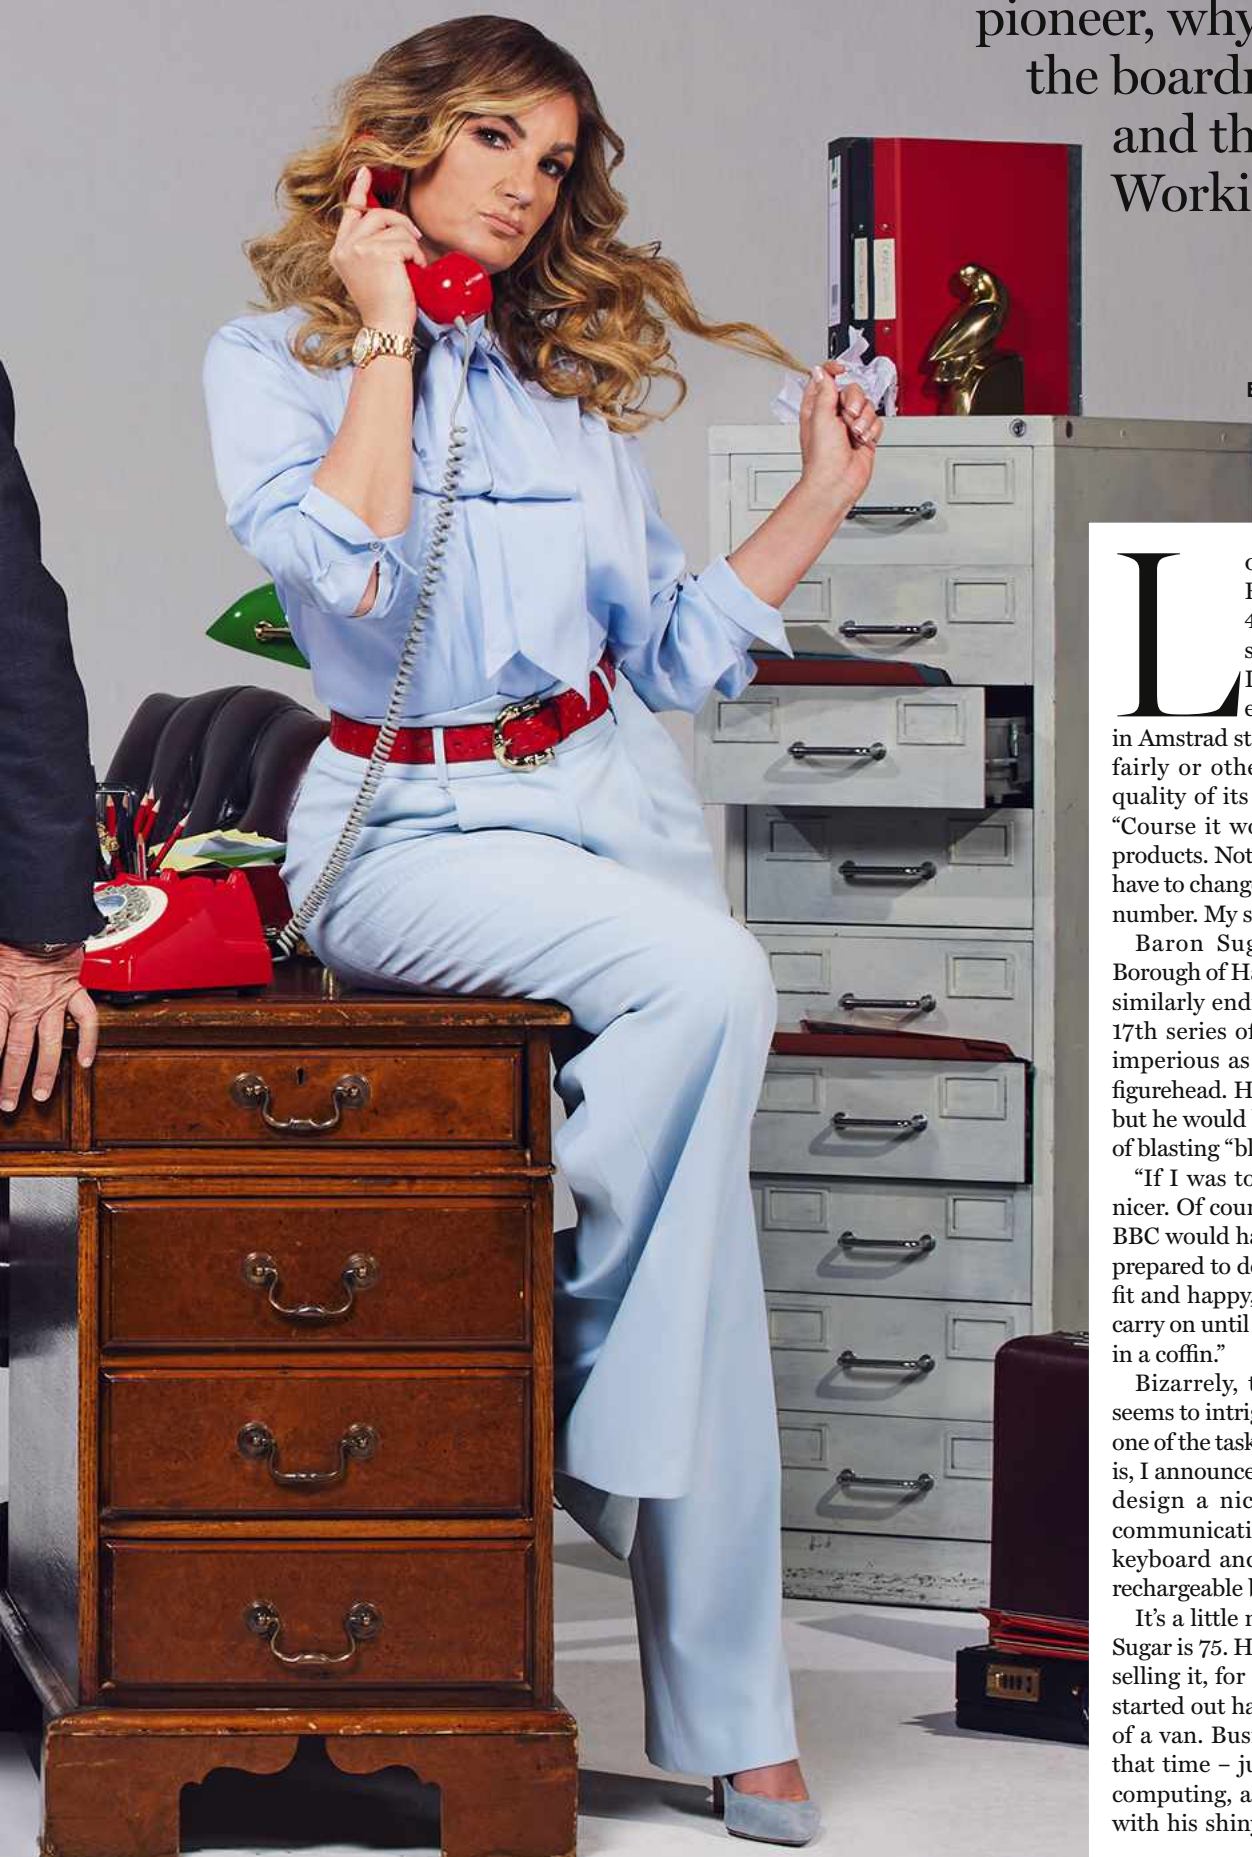 pioneer, why
the boardr
and th
Worki
L
4
in Amstrad st
fairly or othe
quality of its
“Course it wo
products. Not
have to chang
number. My s
Baron Sug
Borough of Ha
similarly end
17th series of
imperious as
figurehead. H
but he would
of blasting “bl
“If I was to
nicer. Of cour
BBC would ha
prepared to d
fit and happy,
carry on until
in a coffin.”
Bizarrely, t
seems to intrig
one of the task
is, I announce
design a nic
communicati
keyboard and
rechargeable b
It’s a little m
Sugar is 75. H
selling it, for
started out ha
of a van. Bus
that time – ju
computing, a
with his shiny